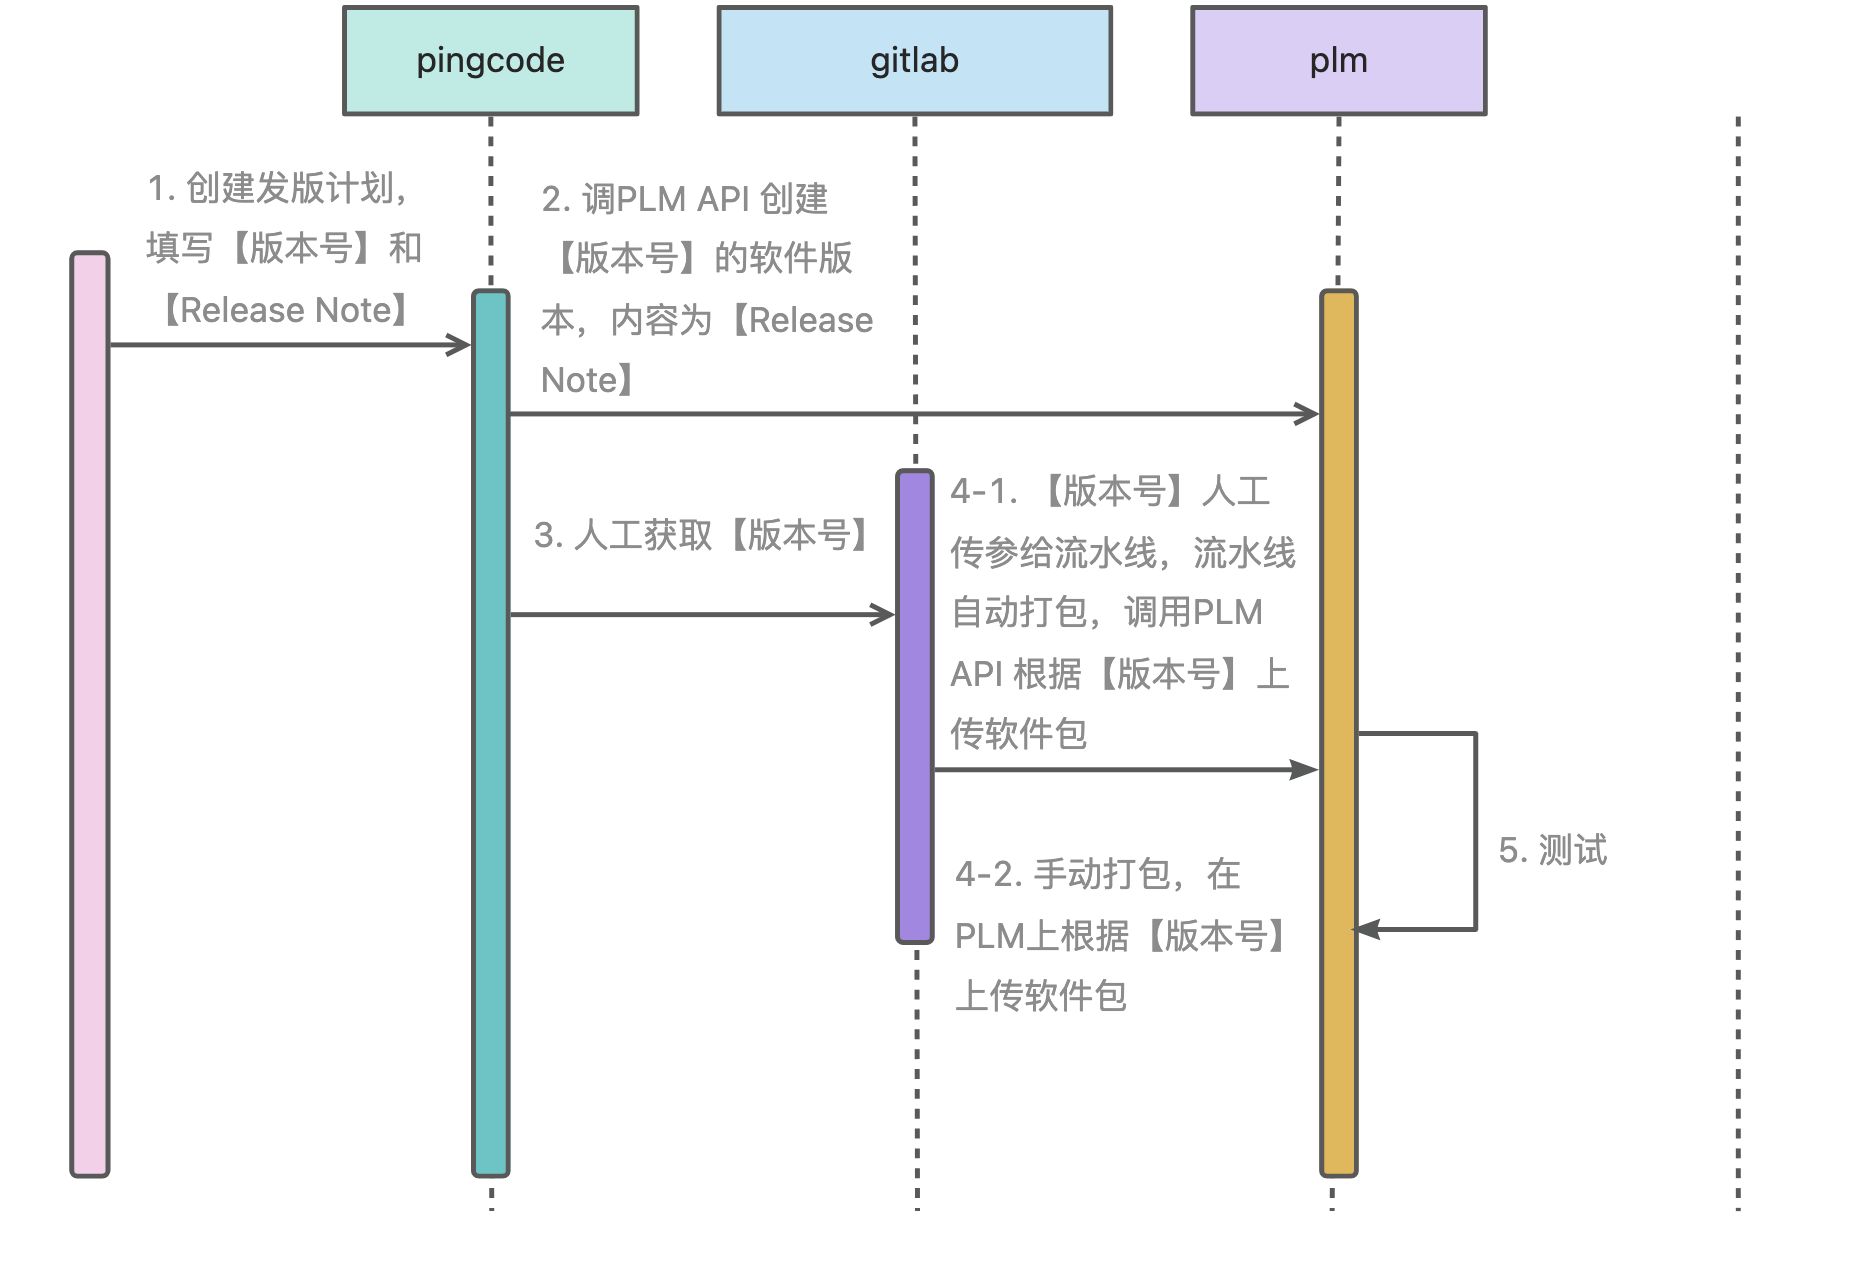 pingcode
gitlab
plm
1. 创建发版计划，
填写【版本号】和
【Release Note】
2. 调PLM API 创建
【版本号】的软件版
本，内容为【Release
Note】
3. 人工获取【版本号】
4-1. 【版本号】人工
传参给流水线，流水线
自动打包，调用PLM
API 根据【版本号】上
传软件包
4-2. 手动打包，在
PLM上根据【版本号】
上传软件包
5. 测试